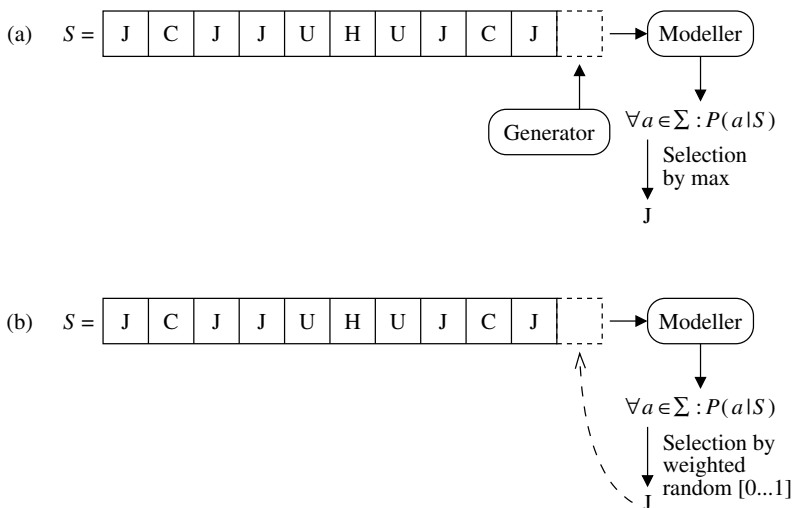 (a) S = J C J J U H U J C J Modeller
Generator
∀a∈Σ : P(a|S)
Selection
by max
J
(b) S = J C J J U H U J C J Modeller
∀a∈Σ : P(a|S)
Selection by
weighted
random [0...1]
J